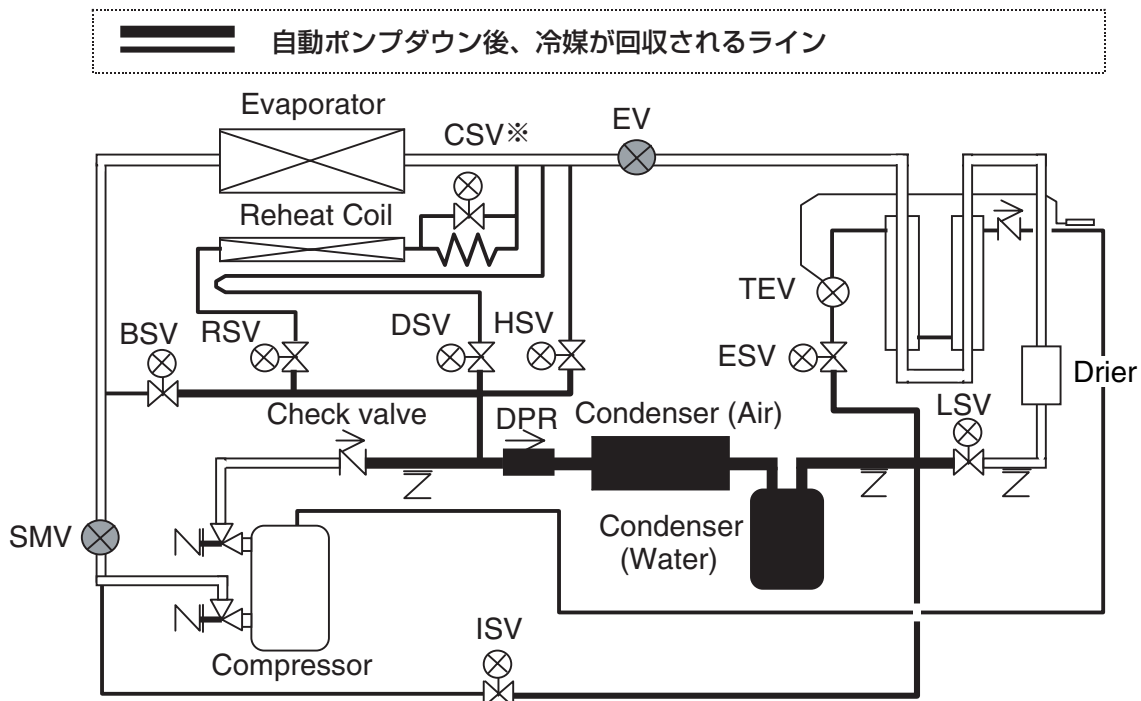 自動ポンプダウン後、冷媒が回収されるライン
Evaporator
CSV※
EV
Reheat Coil
TEV
BSV
RSV
DSV
HSV
ESV
Drier
Check valve
DPR
Condenser (Air)
LSV
SMV
Condenser
(Water)
Compressor
ISV